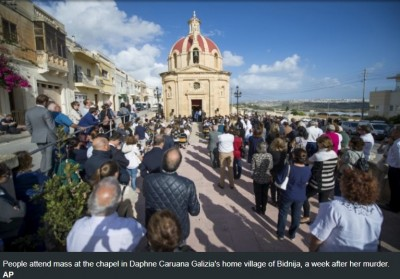 People attend mass at the chapel in Daphne Caruana Galizia's home village of Bidnija, a week after her murder.
(AP)